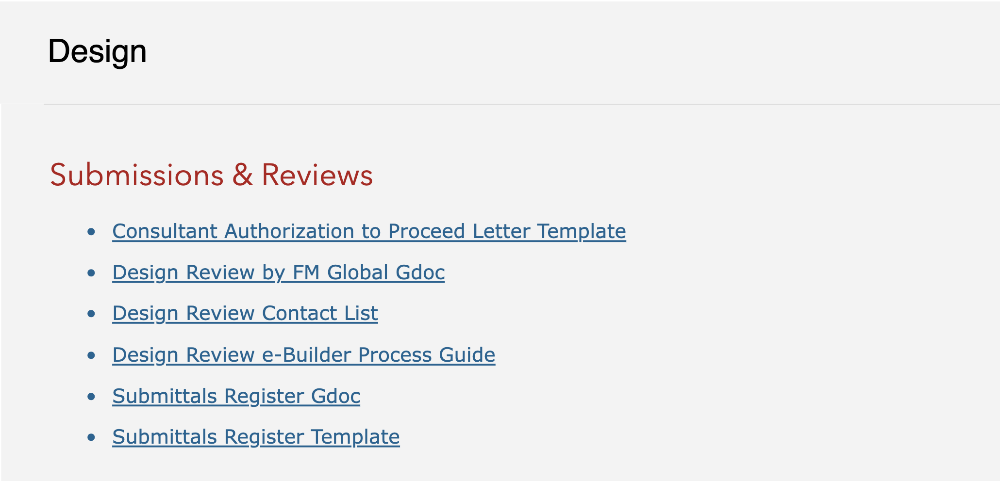 Design
Submissions & Reviews
Consultant Authorization to Proceed Letter Template
Design Review by FM Global Gdoc
Design Review Contact List
Design Review e-Builder Process Guide
Submittals Register Gdoc
Submittals Register Template